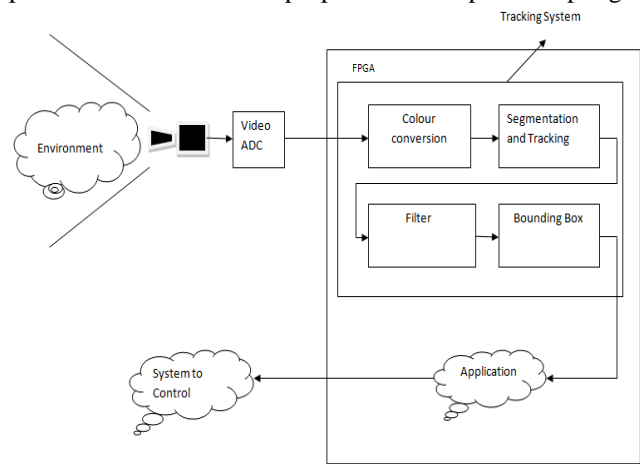 Tracking System
FPGA
Environment
Video
ADC
Colour
conversion
Segmentation
and Tracking
Filter
Bounding Box
System to
Control
Application